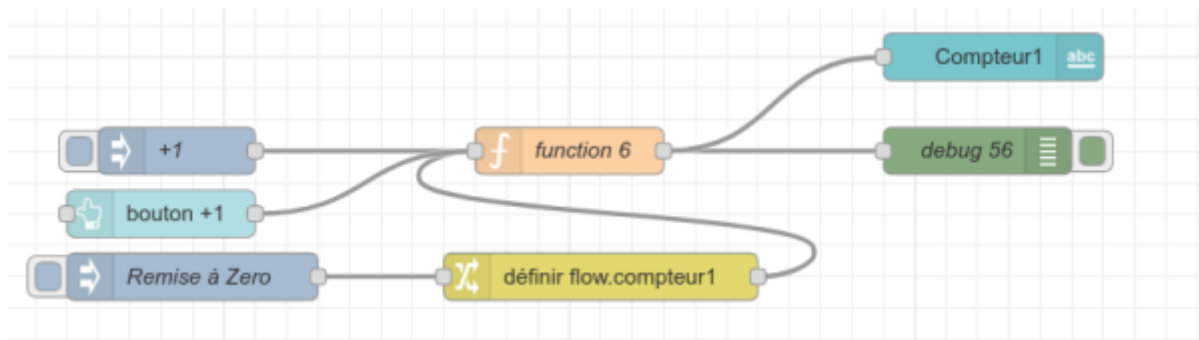 Compteur1
abc
+1
function 6
debug 56
bouton +1
Remise à Zero
définir flow.compteur1